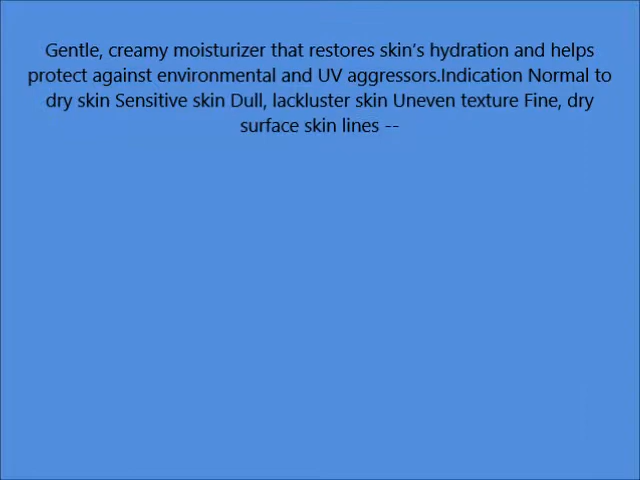 Gentle, creamy moisturizer that restores skin’s hydration and helps
protect against environmental and UV aggressors.Indication Normal to
dry skin Sensitive skin Dull, lackluster skin Uneven texture Fine, dry
surface skin lines --